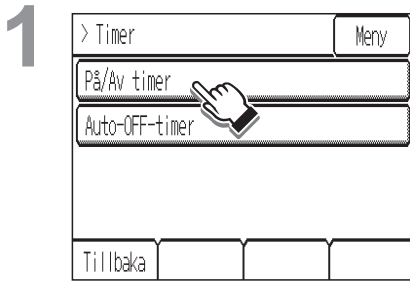 1
> Timer
Meny
På/Av timer
Auto-OFF-timer
Tillbaka